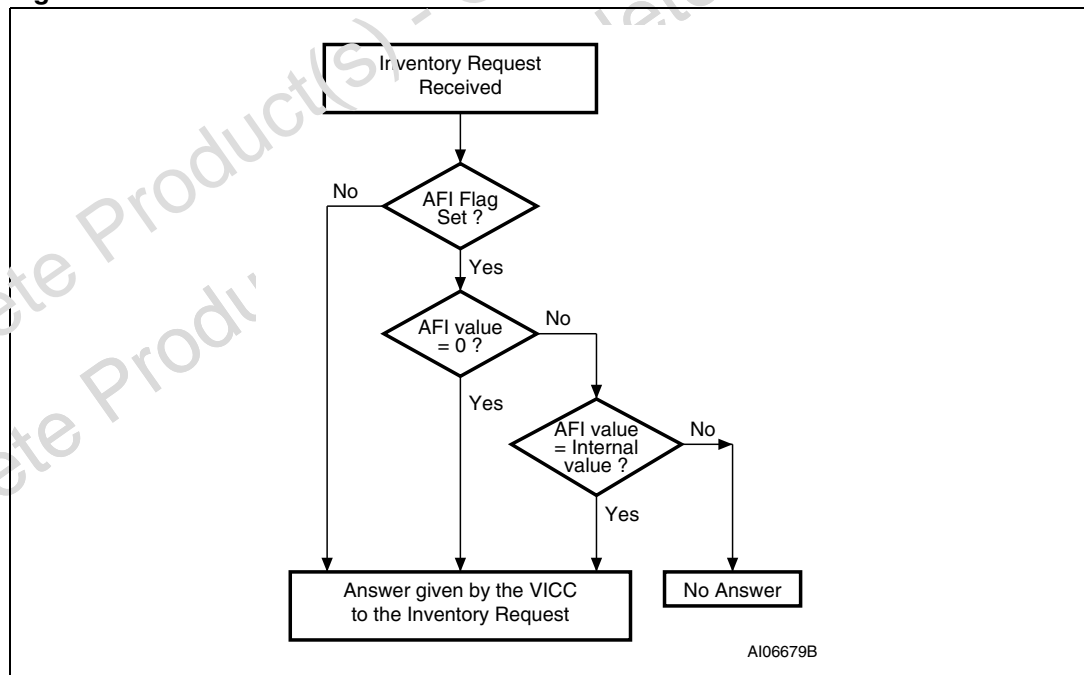 Inventory Request
Received
No
AFI Flag
Set ?
Yes
AFI value
= 0 ?
No
Yes
AFI value
= Internal
value ?
No
Yes
Answer given by the VICC
to the Inventory Request
No Answer
AI06679B
Product(s) -